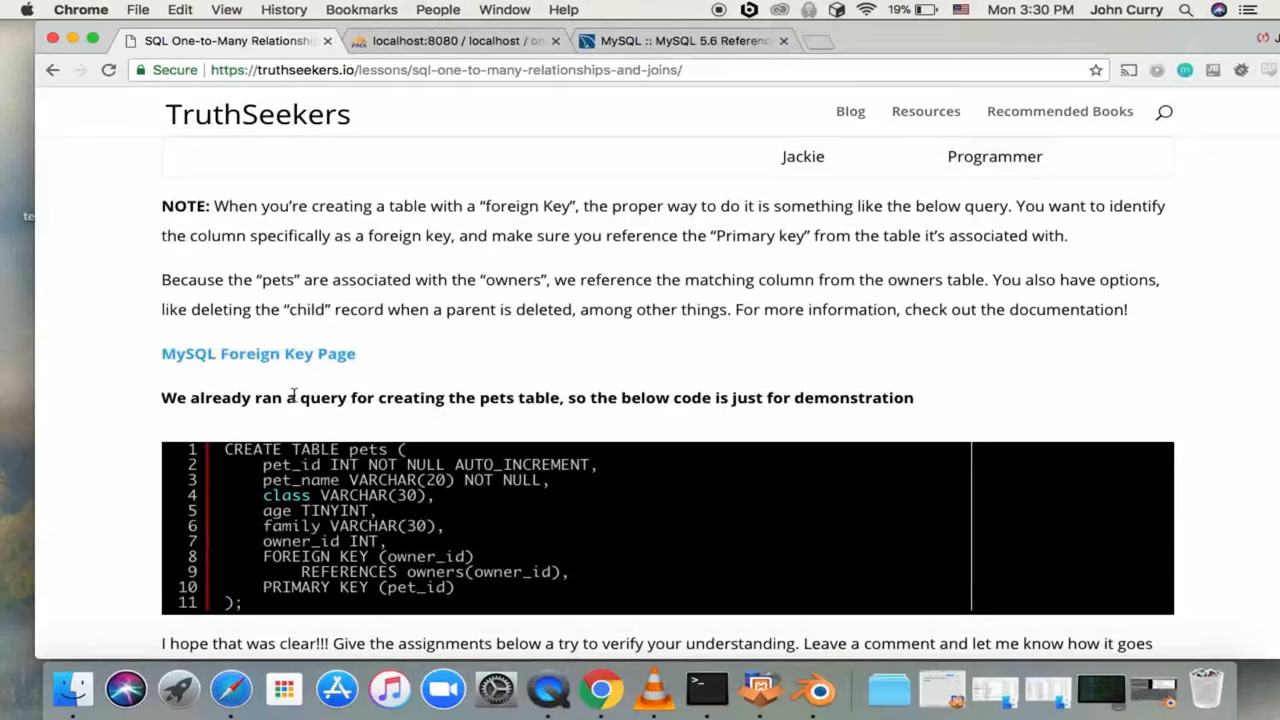 Chrome File Edit View History Bookmarks People Window Help 19% Mon 3:30 PM John Curry
SQL One-to-Many Relationship localhost:8080 / localhost / on MySQL :: MySQL 5.6 Referenc
Secure https://truthseekers.io/lessons/sql-one-to-many-relationships-and-joins/
TruthSeekers Blog Resources Recommended Books
Jackie Programmer
NOTE: When you’re creating a table with a “foreign Key”, the proper way to do it is something like the below query. You want to identify
the column specifically as a foreign key, and make sure you reference the “Primary key” from the table it’s associated with.
Because the “pets” are associated with the “owners”, we reference the matching column from the owners table. You also have options,
like deleting the “child” record when a parent is deleted, among other things. For more information, check out the documentation!
MySQL Foreign Key Page
We already ran a query for creating the pets table, so the below code is just for demonstration
1 CREATE TABLE pets (
2 pet_id INT NOT NULL AUTO_INCREMENT,
3 pet_name VARCHAR(20) NOT NULL,
4 class VARCHAR(30),
5 age TINYINT,
6 family VARCHAR(30),
7 owner_id INT,
8 FOREIGN KEY (owner_id)
9 REFERENCES owners(owner_id),
10 PRIMARY KEY (pet_id)
11 );
I hope that was clear!!! Give the assignments below a try to verify your understanding. Leave a comment and let me know how it goes